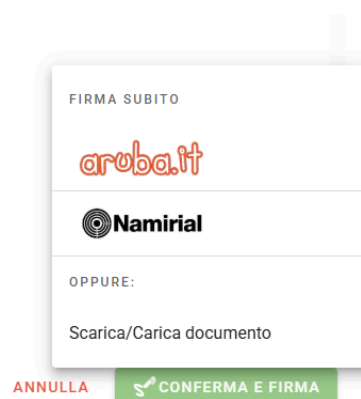 FIRMA SUBITO
aruba.it
Namirial
OPPURE:
Scarica/Carica documento
ANNULLA CONFERMA E FIRMA